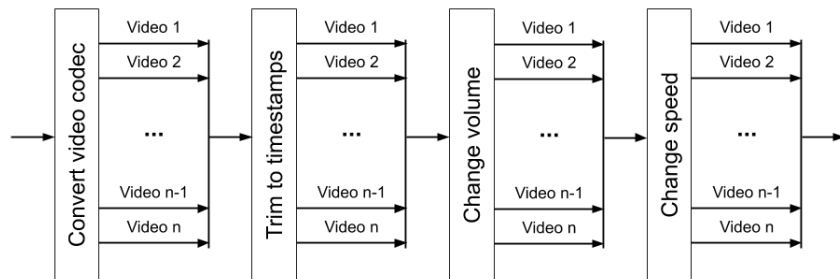 Convert video codec
Video 1
Video 2
...
Video n-1
Video n
Trim to timestamps
Video 1
Video 2
...
Video n-1
Video n
Change volume
Video 1
Video 2
...
Video n-1
Video n
Change speed
Video 1
Video 2
...
Video n-1
Video n